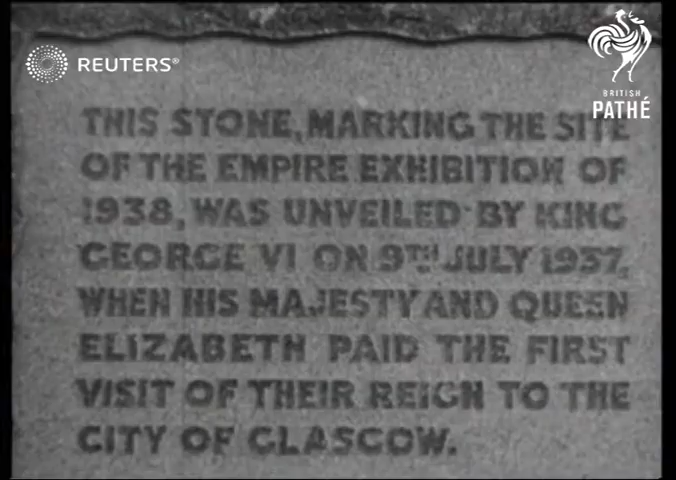 REUTERS®
BRITISH
PATHÉ
THIS STONE, MARKING THE SITE
OF THE EMPIRE EXHIBITION OF
1938, WAS UNVEILED BY KING
GEORGE VI ON 9TH JULY 1937,
WHEN HIS MAJESTY AND QUEEN
ELIZABETH PAID THE FIRST
VISIT OF THEIR REIGN TO THE
CITY OF GLASGOW.